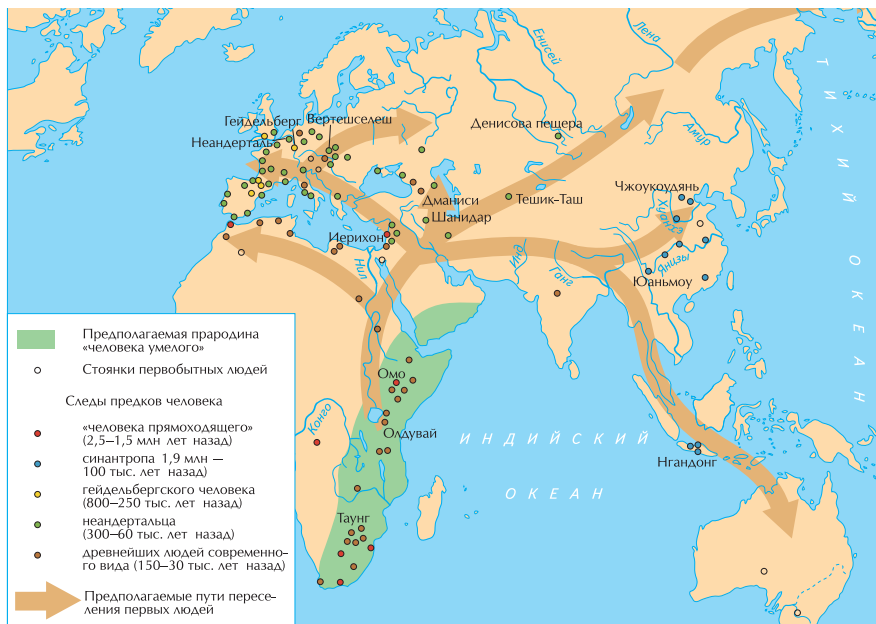 Енисей
Лена
Амур
ТИХИЙ ОКЕАН
Гейдельберг
Вертешселеш
Неандерталь
Денисова пещера
Дманиси
Шанидар
Тешик-Таш
Чжоукоудянь
Хуанхэ
Янцзы
Юаньмоу
Иерихон
Нил
Инд
Ганг
Омо
Олдувай
Конго
Таунг
ИНДИЙСКИЙ
ОКЕАН
Нгандонг
Предполагаемая прародина
«человека умелого»
Стоянки первобытных людей
Следы предков человека
«человека прямоходящего»
(2,5—1,5 млн лет назад)
синантропа 1,9 млн —
100 тыс. лет назад)
гейдельбергского человека
(800—250 тыс. лет назад)
неандертальца
(300—60 тыс. лет назад)
древнейших людей современно-
го вида (150—30 тыс. лет назад)
Предполагаемые пути пересе-
ления первых людей